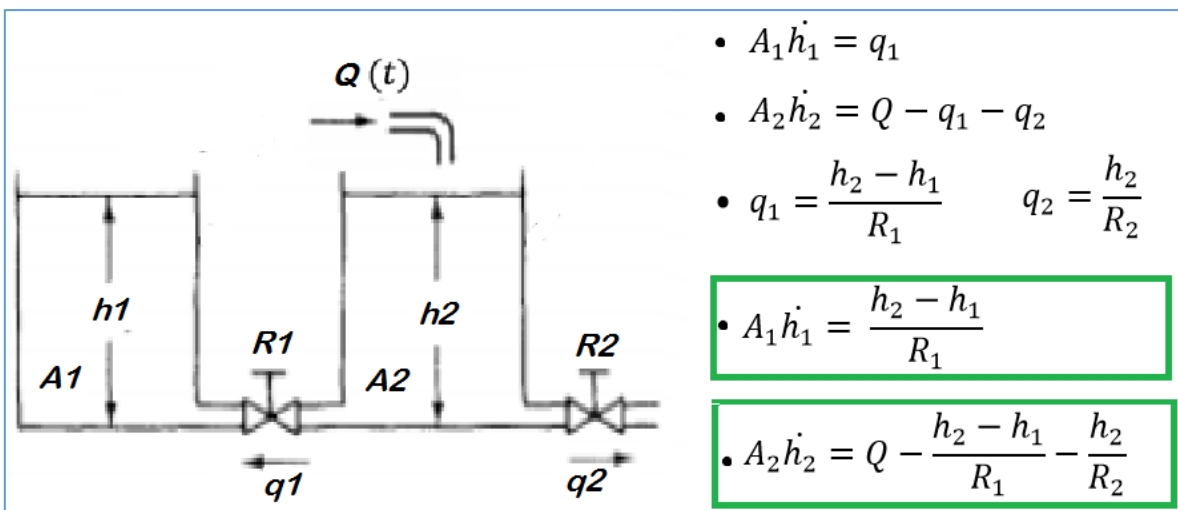 Q (t)
h1
h2
R1
R2
A1
A2
q1
q2
• A₁ḣ₁ = q₁
• A₂ḣ₂ = Q − q₁ − q₂
• q₁ = (h₂ − h₁)/R₁ q₂ = h₂/R₂
• A₁ḣ₁ = (h₂ − h₁)/R₁
• A₂ḣ₂ = Q − (h₂ − h₁)/R₁ − h₂/R₂